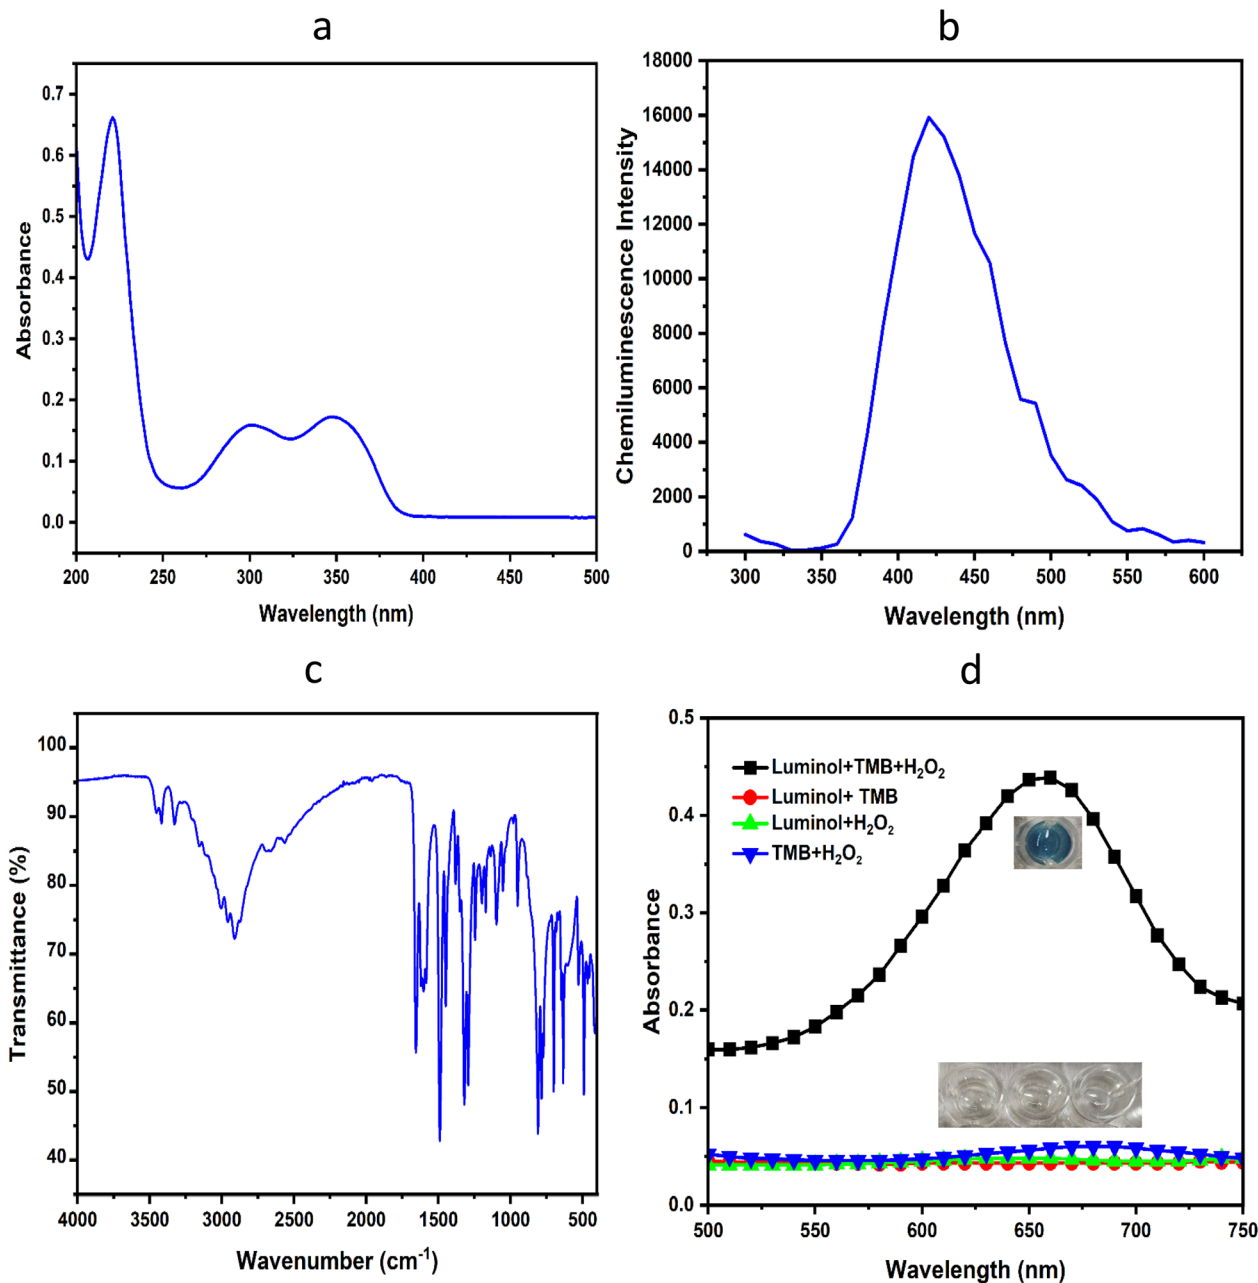 a
0.7
0.6
0.5
0.4
0.3
0.2
0.1
0.0
Absorbance
200 250 300 350 400 450 500
Wavelength (nm)
b
18000
16000
14000
12000
10000
8000
6000
4000
2000
0
Chemiluminescence Intensity
300 350 400 450 500 550 600
Wavelength (nm)
c
100
90
80
70
60
50
40
Transmittance (%)
4000 3500 3000 2500 2000 1500 1000 500
Wavenumber (cm⁻¹)
d
0.5
0.4
0.3
0.2
0.1
0.0
Absorbance
Luminol+TMB+H₂O₂
Luminol+ TMB
Luminol+H₂O₂
TMB+H₂O₂
500 550 600 650 700 750
Wavelength (nm)